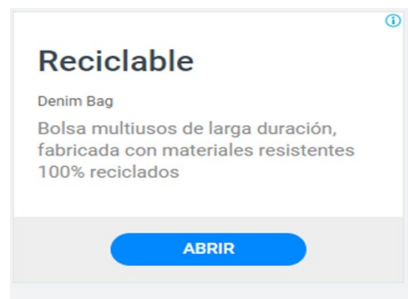 Reciclable
Denim Bag
Bolsa multiusos de larga duración,
fabricada con materiales resistentes
100% reciclados
ABRIR